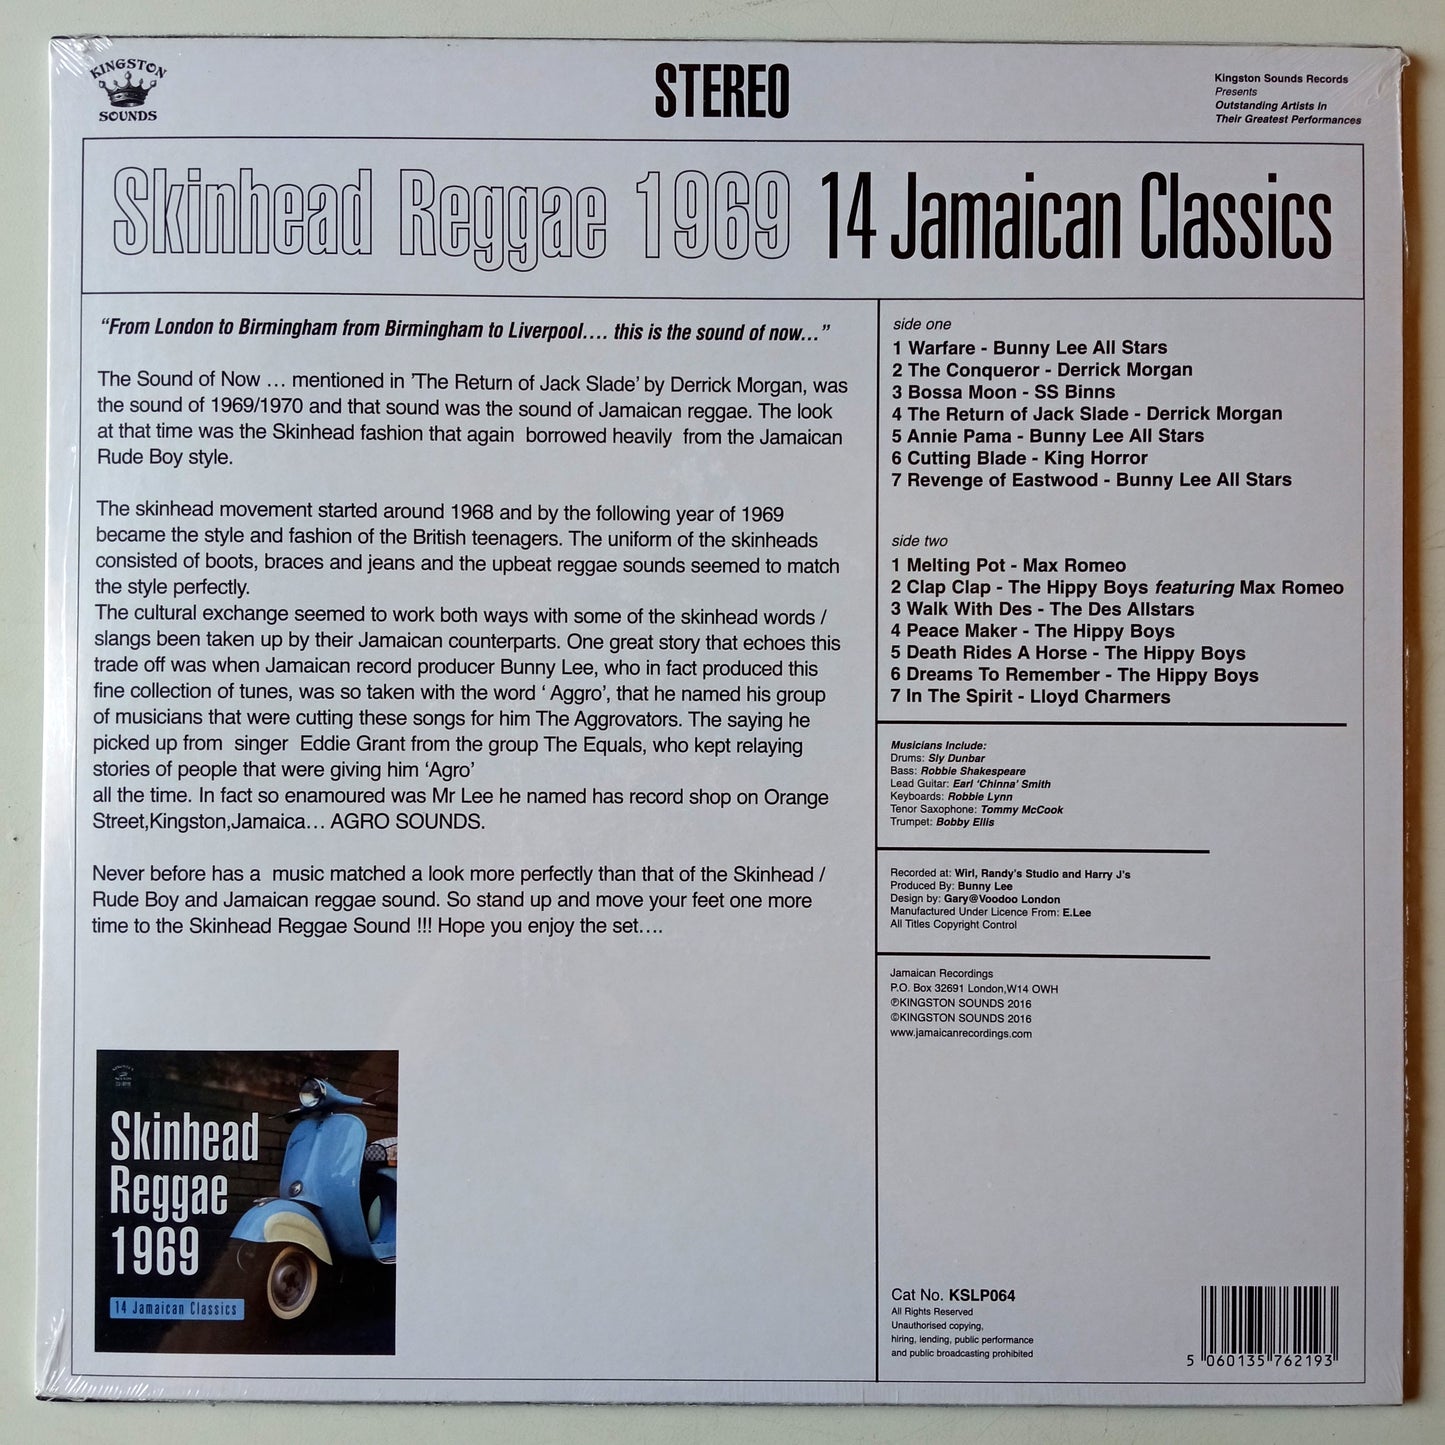 KINGSTON
SOUNDS
STEREO
Kingston Sounds Records
Presents
Outstanding Artists In
Their Greatest Performances
Skinhead Reggae 1969 14 Jamaican Classics
“From London to Birmingham from Birmingham to Liverpool.... this is the sound of now...”
The Sound of Now ... mentioned in 'The Return of Jack Slade' by Derrick Morgan, was
the sound of 1969/1970 and that sound was the sound of Jamaican reggae. The look
at that time was the Skinhead fashion that again borrowed heavily from the Jamaican
Rude Boy style.
The skinhead movement started around 1968 and by the following year of 1969
became the style and fashion of the British teenagers. The uniform of the skinheads
consisted of boots, braces and jeans and the upbeat reggae sounds seemed to match
the style perfectly.
The cultural exchange seemed to work both ways with some of the skinhead words /
slangs been taken up by their Jamaican counterparts. One great story that echoes this
trade off was when Jamaican record producer Bunny Lee, who in fact produced this
fine collection of tunes, was so taken with the word ‘ Aggro’, that he named his group
of musicians that were cutting these songs for him The Aggrovators. The saying he
picked up from singer Eddie Grant from the group The Equals, who kept relaying
stories of people that were giving him ‘Agro’
all the time. In fact so enamoured was Mr Lee he named has record shop on Orange
Street,Kingston,Jamaica... AGRO SOUNDS.
Never before has a music matched a look more perfectly than that of the Skinhead /
Rude Boy and Jamaican reggae sound. So stand up and move your feet one more
time to the Skinhead Reggae Sound !!! Hope you enjoy the set....
Skinhead
Reggae
1969
14 Jamaican Classics
side one
1 Warfare - Bunny Lee All Stars
2 The Conqueror - Derrick Morgan
3 Bossa Moon - SS Binns
4 The Return of Jack Slade - Derrick Morgan
5 Annie Pama - Bunny Lee All Stars
6 Cutting Blade - King Horror
7 Revenge of Eastwood - Bunny Lee All Stars
side two
1 Melting Pot - Max Romeo
2 Clap Clap - The Hippy Boys featuring Max Romeo
3 Walk With Des - The Des Allstars
4 Peace Maker - The Hippy Boys
5 Death Rides A Horse - The Hippy Boys
6 Dreams To Remember - The Hippy Boys
7 In The Spirit - Lloyd Charmers
Musicians Include:
Drums: Sly Dunbar
Bass: Robbie Shakespeare
Lead Guitar: Earl ‘Chinna’ Smith
Keyboards: Robbie Lynn
Tenor Saxophone: Tommy McCook
Trumpet: Bobby Ellis
Recorded at: Wirl, Randy's Studio and Harry J's
Produced By: Bunny Lee
Design by: Gary@Voodoo London
Manufactured Under Licence From: E.Lee
All Titles Copyright Control
Jamaican Recordings
P.O. Box 32691 London,W14 OWH
℗KINGSTON SOUNDS 2016
©KINGSTON SOUNDS 2016
www.jamaicanrecordings.com
Cat No. KSLP064
All Rights Reserved
Unauthorised copying,
hiring, lending, public performance
and public broadcasting prohibited
5 060135 762193